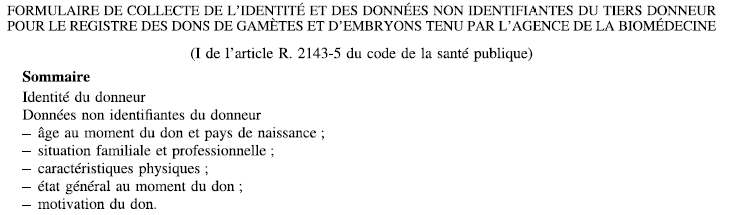 FORMULAIRE DE COLLECTE DE L’IDENTITÉ ET DES DONNÉES NON IDENTIFIANTES DU TIERS DONNEUR
POUR LE REGISTRE DES DONS DE GAMÈTES ET D’EMBRYONS TENU PAR L’AGENCE DE LA BIOMÉDECINE
(I de l’article R. 2143-5 du code de la santé publique)
Sommaire
Identité du donneur
Données non identifiantes du donneur
– âge au moment du don et pays de naissance ;
– situation familiale et professionnelle ;
– caractéristiques physiques ;
– état général au moment du don ;
– motivation du don.